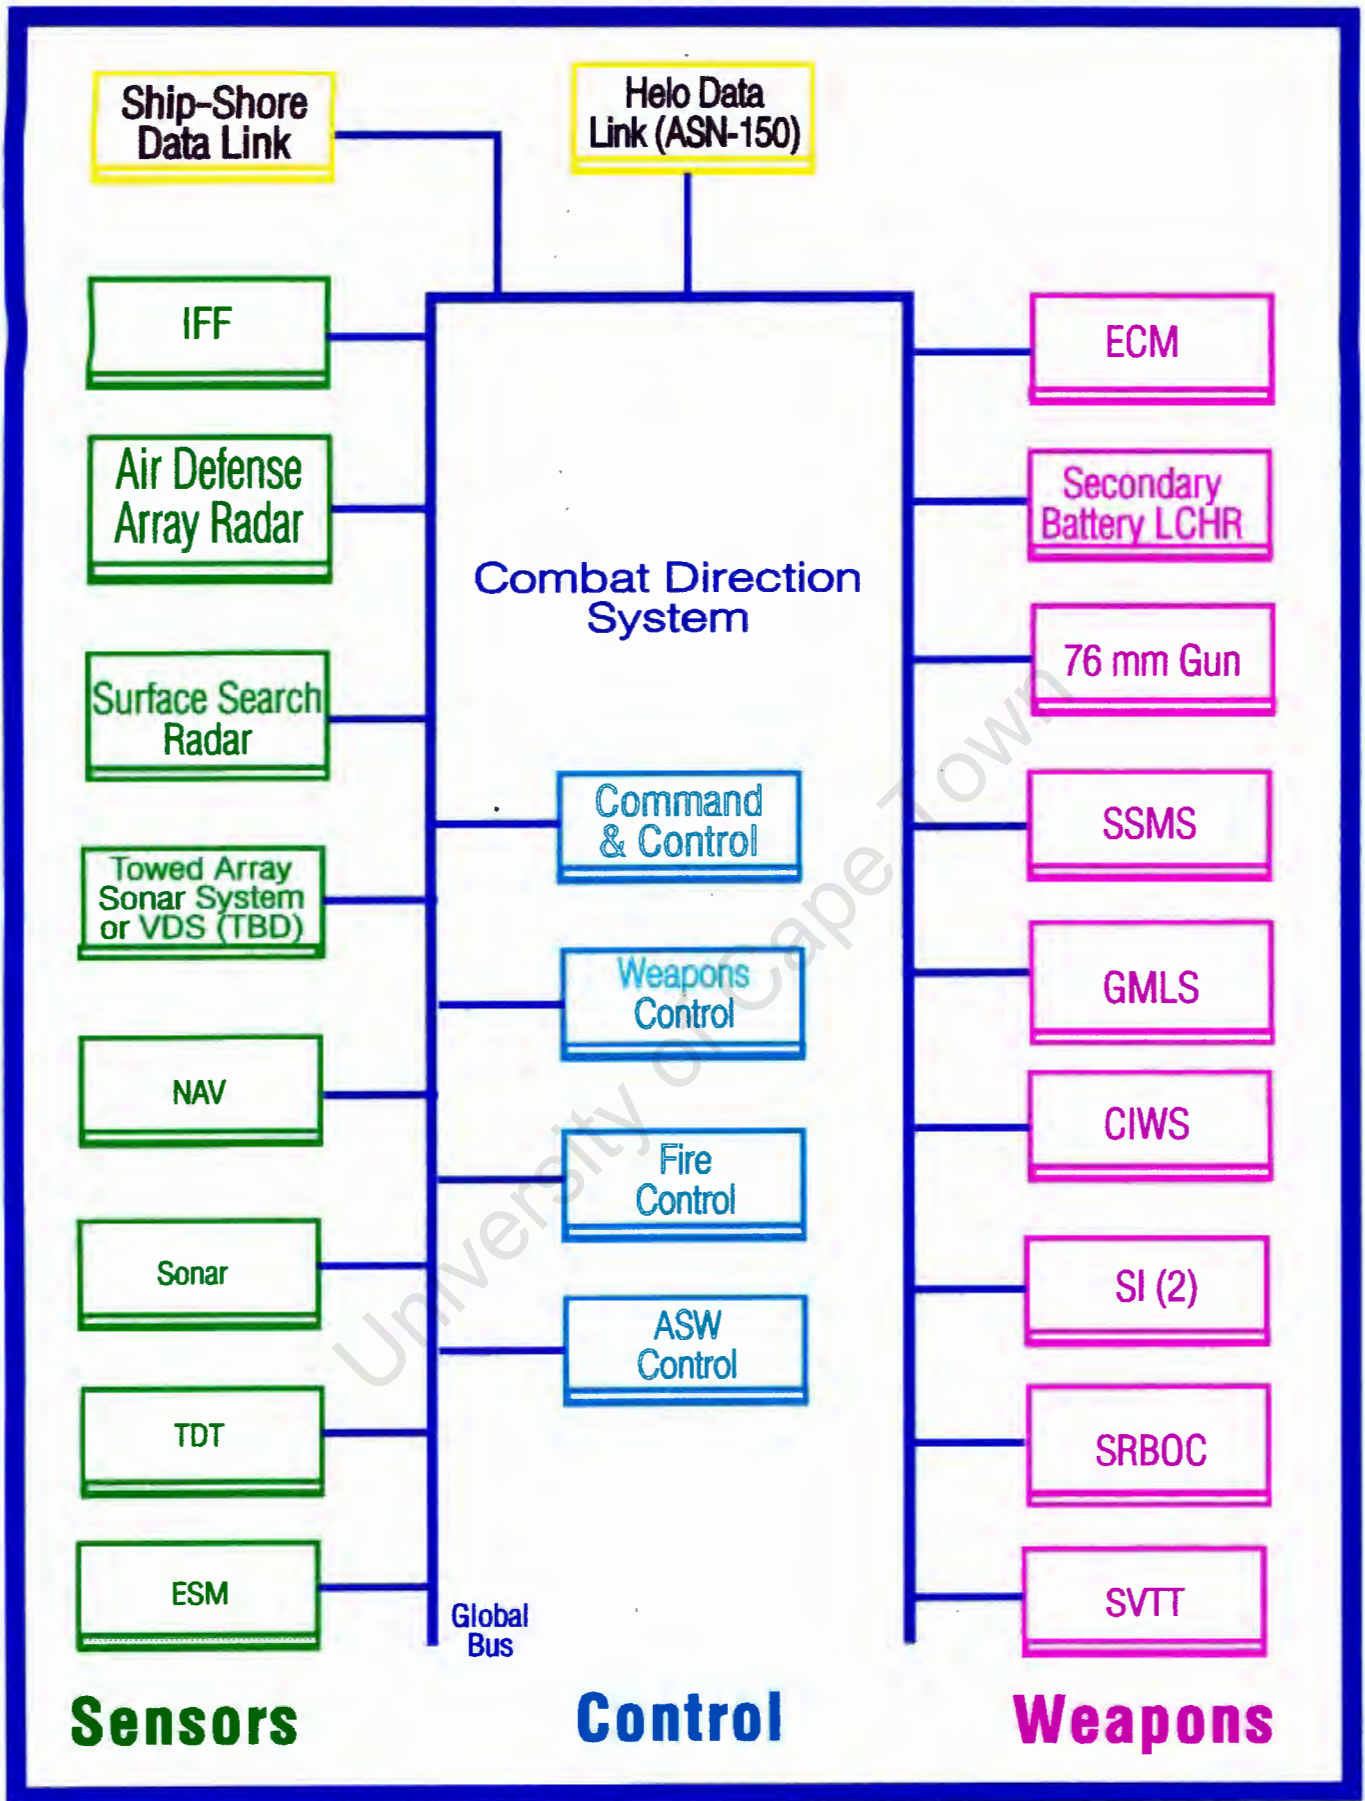 Ship-Shore
Data Link
Helo Data
Link (ASN-150)
IFF
Air Defense
Array Radar
Surface Search
Radar
Towed Array
Sonar System
or VDS (TBD)
NAV
Sonar
TDT
ESM
Combat Direction
System
Command
& Control
Weapons
Control
Fire
Control
ASW
Control
Global
Bus
ECM
Secondary
Battery LCHR
76 mm Gun
SSMS
GMLS
CIWS
SI (2)
SRBOC
SVTT
Sensors
Control
Weapons
University of Cape Town